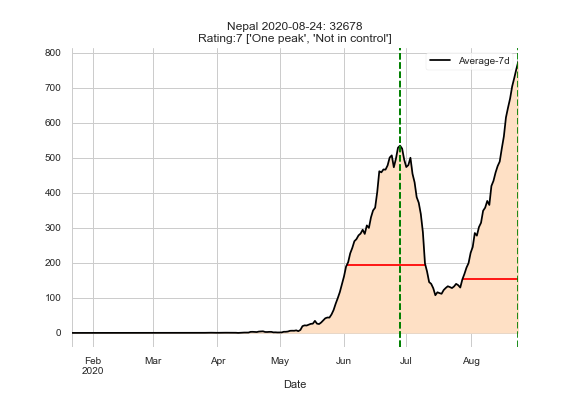 Nepal 2020-08-24: 32678
Rating:7 ['One peak', 'Not in control']
Average-7d
800
700
600
500
400
300
200
100
0
Feb
2020
Mar
Apr
May
Jun
Jul
Aug
Date